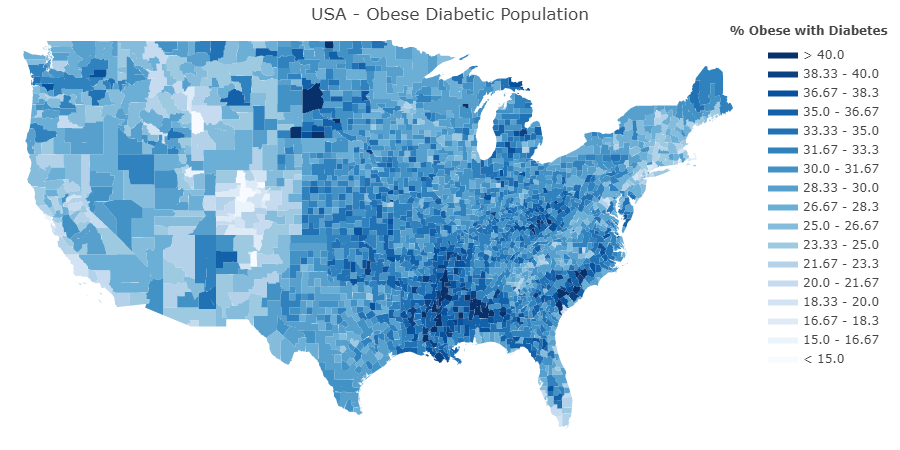 USA - Obese Diabetic Population
% Obese with Diabetes
> 40.0
38.33 - 40.0
36.67 - 38.3
35.0 - 36.67
33.33 - 35.0
31.67 - 33.3
30.0 - 31.67
28.33 - 30.0
26.67 - 28.3
25.0 - 26.67
23.33 - 25.0
21.67 - 23.3
20.0 - 21.67
18.33 - 20.0
16.67 - 18.3
15.0 - 16.67
< 15.0